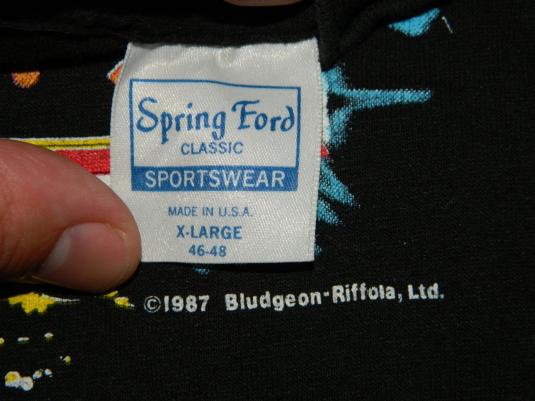 Spring Ford
CLASSIC
SPORTSWEAR
MADE IN U.S.A.
X-LARGE
46-48
©1987 Bludgeon-Riffola, Ltd.